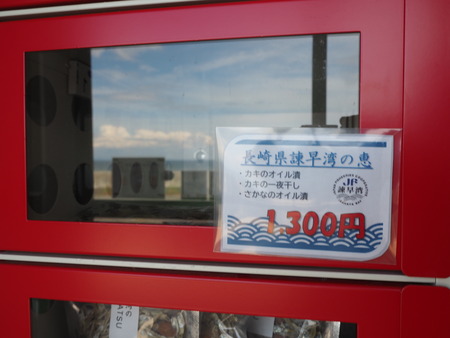 長崎県諫早湾の恵
・カキのオイル漬
・カキの一夜干し
・さかなのオイル漬
JF
諫早湾
1,300円
ATSU